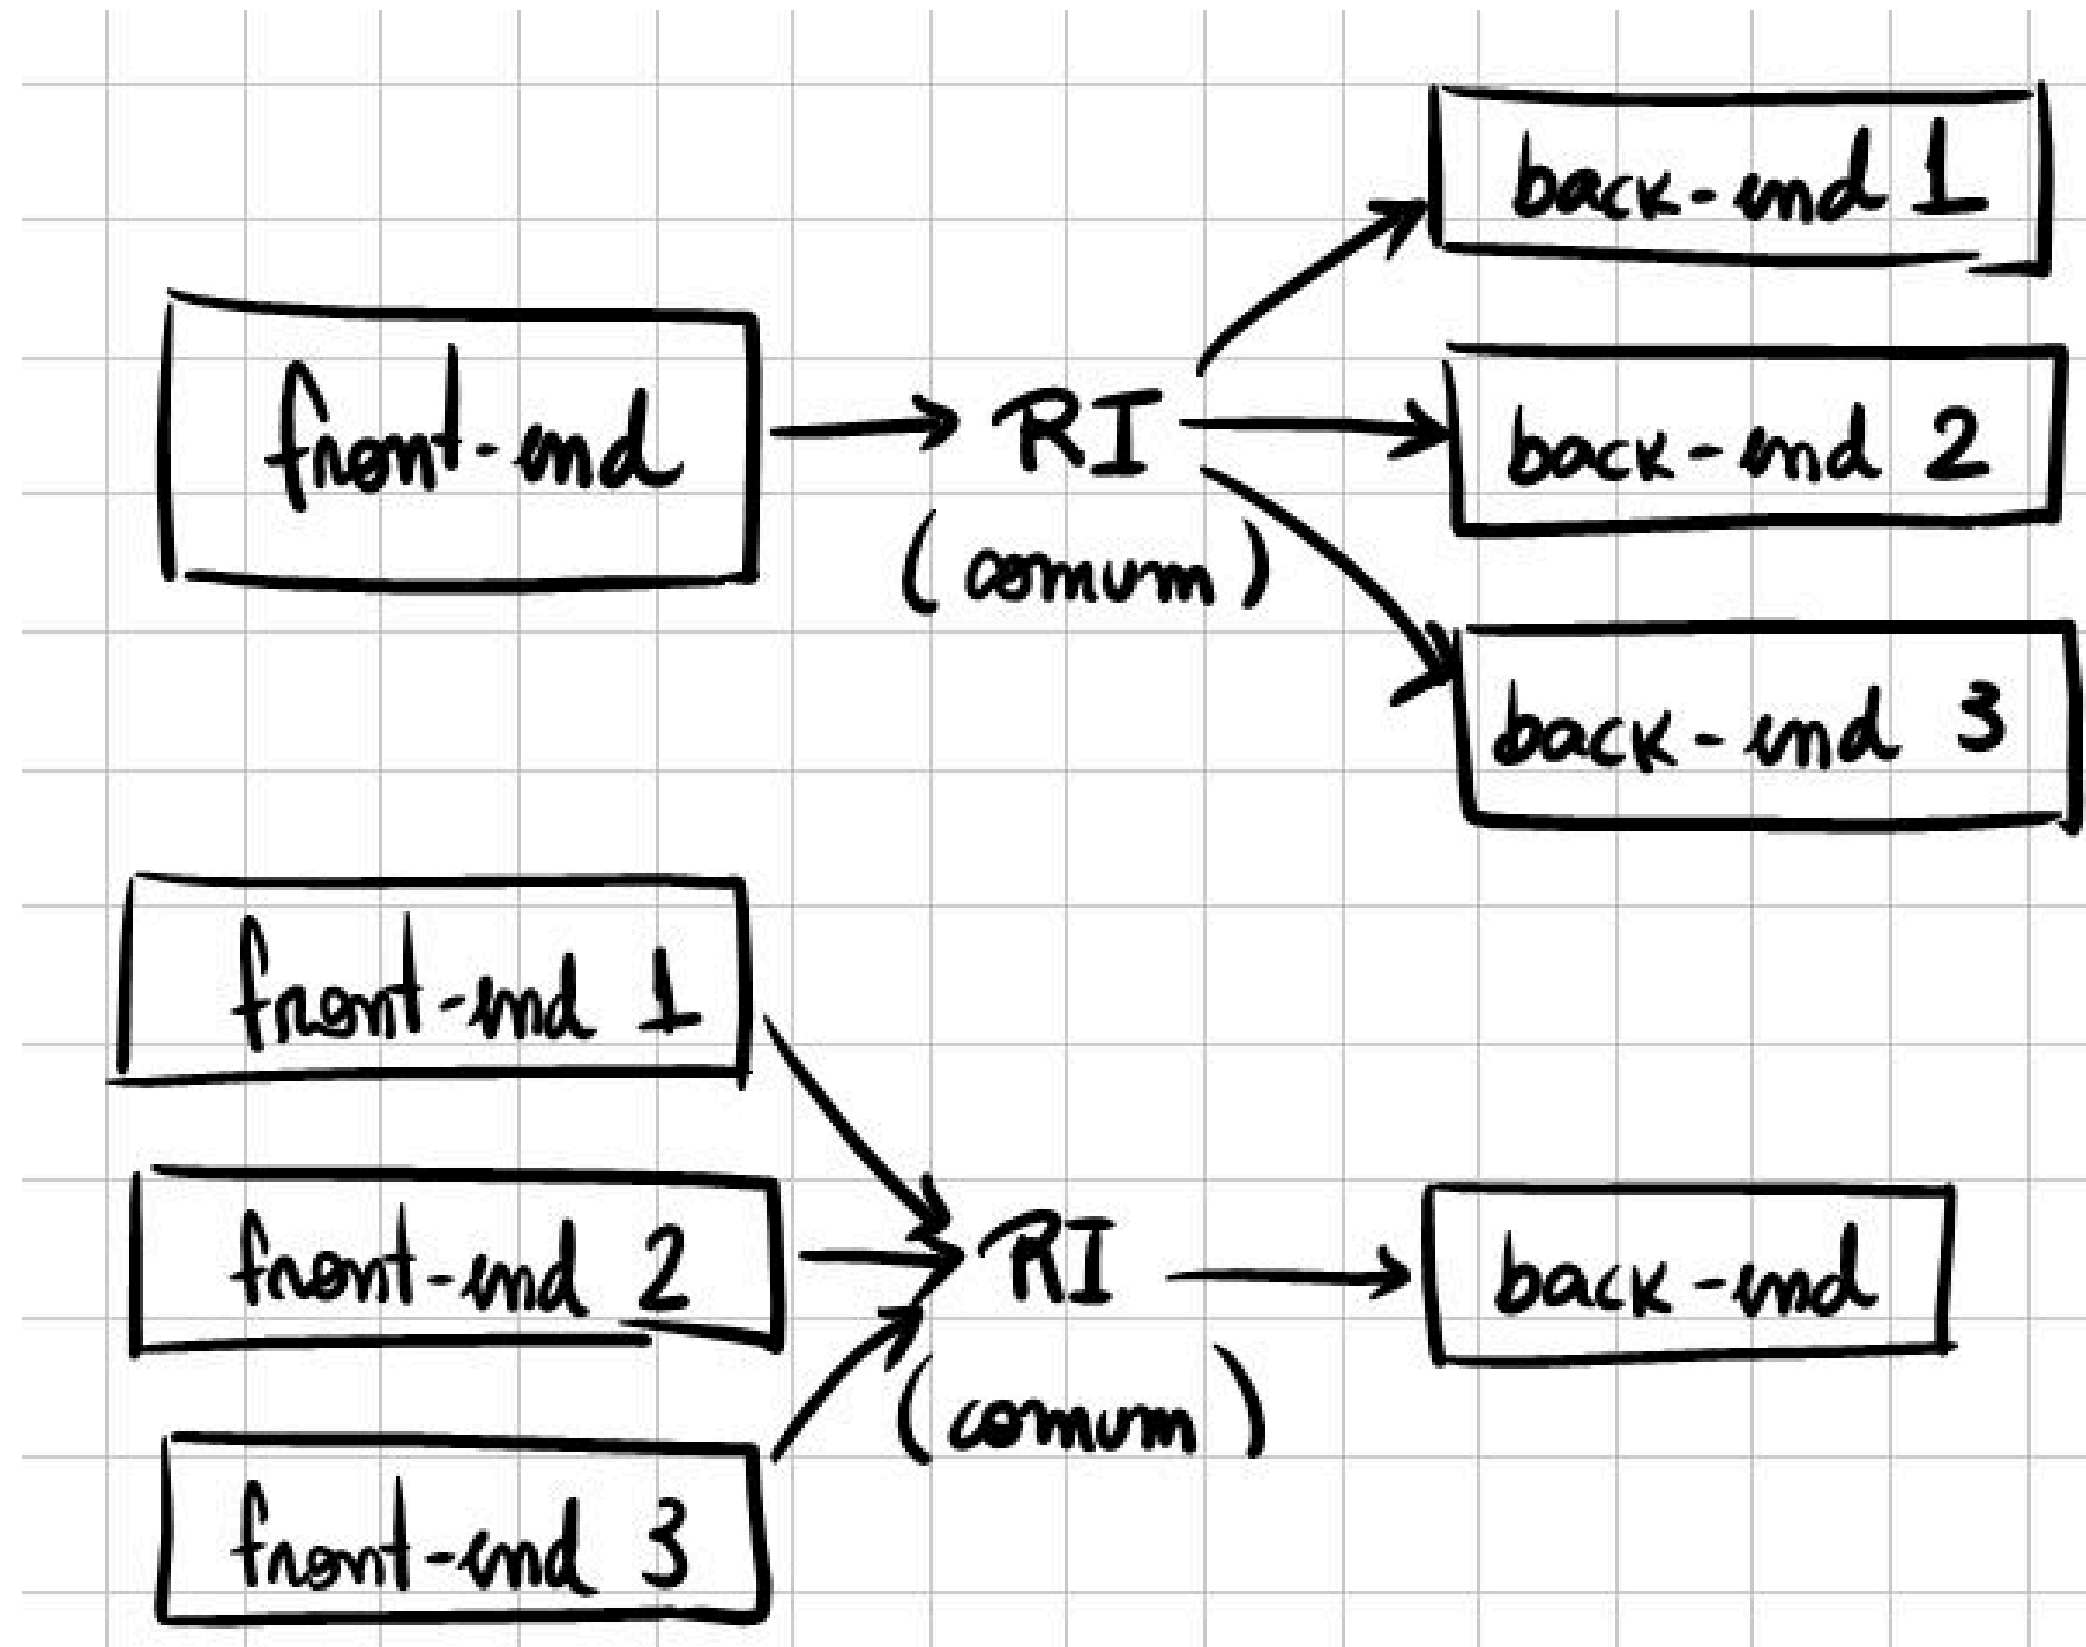 back-end 1
front-end
RI
back-end 2
(comum)
back-end 3
front-end 1
front-end 2
RI
back-end
(comum)
front-end 3